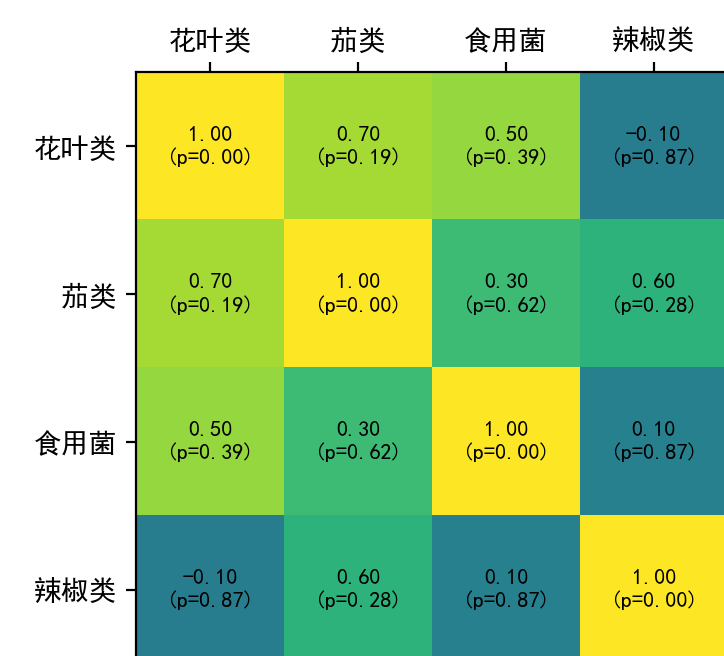 花叶类 茄类 食用菌 辣椒类
花叶类 1.00 0.70 0.50 −0.10
(p=0.00) (p=0.19) (p=0.39) (p=0.87)
茄类 0.70 1.00 0.30 0.60
(p=0.19) (p=0.00) (p=0.62) (p=0.28)
食用菌 0.50 0.30 1.00 0.10
(p=0.39) (p=0.62) (p=0.00) (p=0.87)
辣椒类 −0.10 0.60 0.10 1.00
(p=0.87) (p=0.28) (p=0.87) (p=0.00)